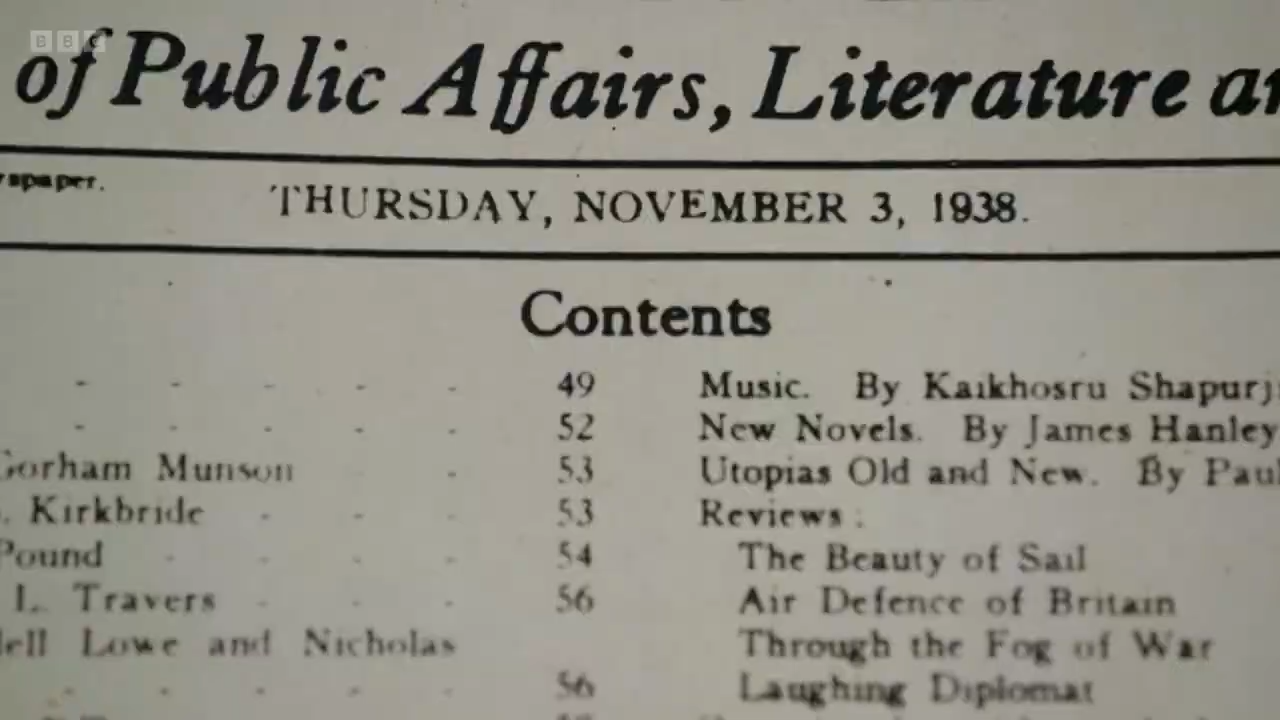 BBC
of Public Affairs, Literature
THURSDAY, NOVEMBER 3, 1938.
Contents
49
52
Gorham Munson - - 53
Kirkbride - - - 53
Pound - - - - 54
L. Travers - - - 56
Lowe and Nicholas
- - - - - 56
Music. By Kaikhosru Shapurji
New Novels. By James Hanley
Utopias Old and New. By Paul
Reviews :
The Beauty of Sail
Air Defence of Britain
Through the Fog of War
Laughing Diplomat